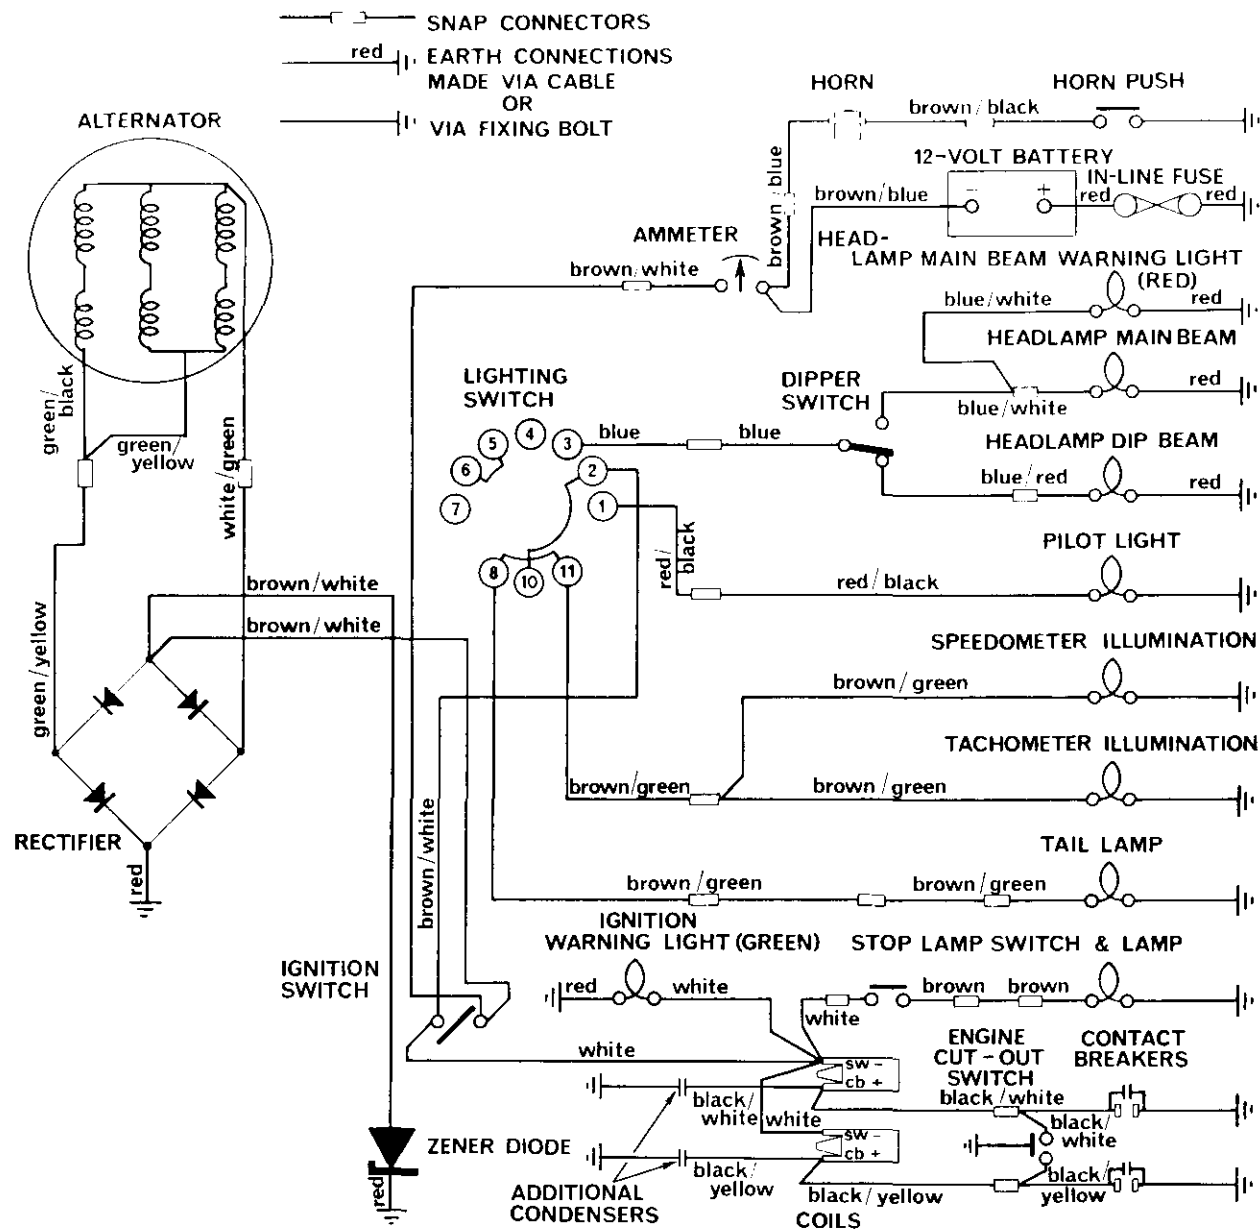 SNAP CONNECTORS
red
EARTH CONNECTIONS
MADE VIA CABLE
OR
VIA FIXING BOLT
ALTERNATOR
HORN
brown/black
HORN PUSH
12-VOLT BATTERY
- +
IN-LINE FUSE
red
red
brown/blue
brown/blue
AMMETER
brown/white
HEAD-
LAMP MAIN BEAM WARNING LIGHT
(RED)
blue/white
red
HEADLAMP MAIN BEAM
blue/white
red
LIGHTING
SWITCH
DIPPER
SWITCH
4
5
3
6
2
7
1
8
10
11
blue
blue
HEADLAMP DIP BEAM
blue/red
red
green/
black
green/
yellow
white/green
PILOT LIGHT
red/
black
red/black
brown/white
brown/white
green/yellow
SPEEDOMETER ILLUMINATION
brown/green
TACHOMETER ILLUMINATION
brown/green
brown/green
RECTIFIER
red
brown/white
TAIL LAMP
brown/green
brown/green
IGNITION
WARNING LIGHT (GREEN)
red
white
STOP LAMP SWITCH & LAMP
brown
brown
white
IGNITION
SWITCH
white
ENGINE
CUT-OUT
SWITCH
CONTACT
BREAKERS
sw -
cb +
black/
white
white
black/white
black/
white
sw -
cb +
ZENER DIODE
red
black/
yellow
black/yellow
black/
yellow
ADDITIONAL
CONDENSERS
COILS